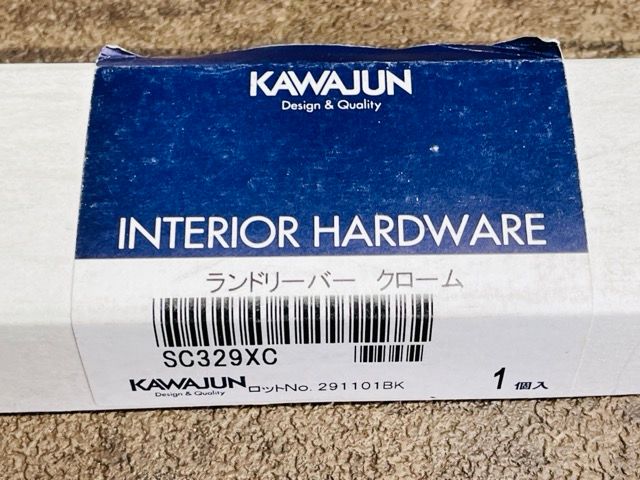 KAWAJUN
Design & Quality
INTERIOR HARDWARE
ランドリーバー クローム
SC329XC
KAWAJUN ロットNo. 291101BK 1個入
Design & Quality